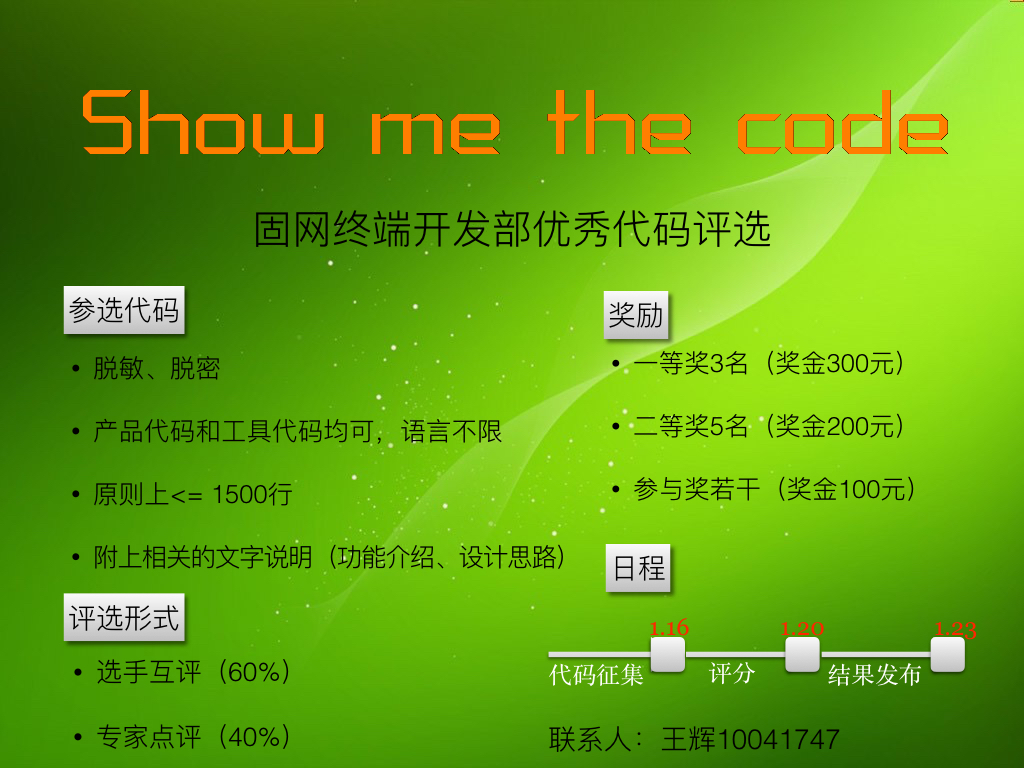 Show me the code
固网终端开发部优秀代码评选
参选代码
• 脱敏、脱密
• 产品代码和工具代码均可，语言不限
• 原则上<= 1500行
• 附上相关的文字说明（功能介绍、设计思路）
评选形式
• 选手互评（60%）
• 专家点评（40%）
奖励
• 一等奖3名（奖金300元）
• 二等奖5名（奖金200元）
• 参与奖若干（奖金100元）
日程
1.16 1.20 1.23
代码征集 评分 结果发布
联系人：王辉10041747